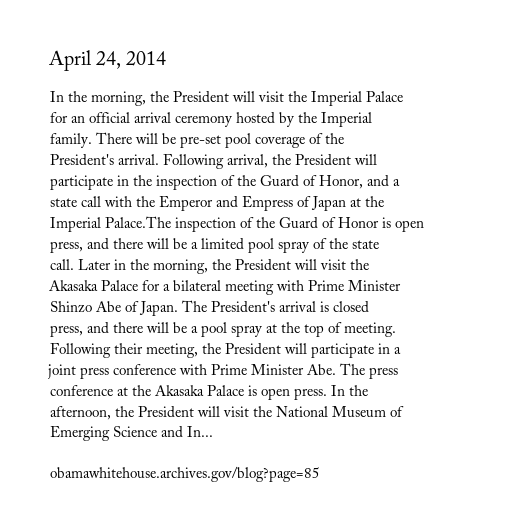 April 24, 2014
In the morning, the President will visit the Imperial Palace
for an official arrival ceremony hosted by the Imperial
family. There will be pre-set pool coverage of the
President's arrival. Following arrival, the President will
participate in the inspection of the Guard of Honor, and a
state call with the Emperor and Empress of Japan at the
Imperial Palace.The inspection of the Guard of Honor is open
press, and there will be a limited pool spray of the state
call. Later in the morning, the President will visit the
Akasaka Palace for a bilateral meeting with Prime Minister
Shinzo Abe of Japan. The President's arrival is closed
press, and there will be a pool spray at the top of meeting.
Following their meeting, the President will participate in a
joint press conference with Prime Minister Abe. The press
conference at the Akasaka Palace is open press. In the
afternoon, the President will visit the National Museum of
Emerging Science and In...
obamawhitehouse.archives.gov/blog?page=85